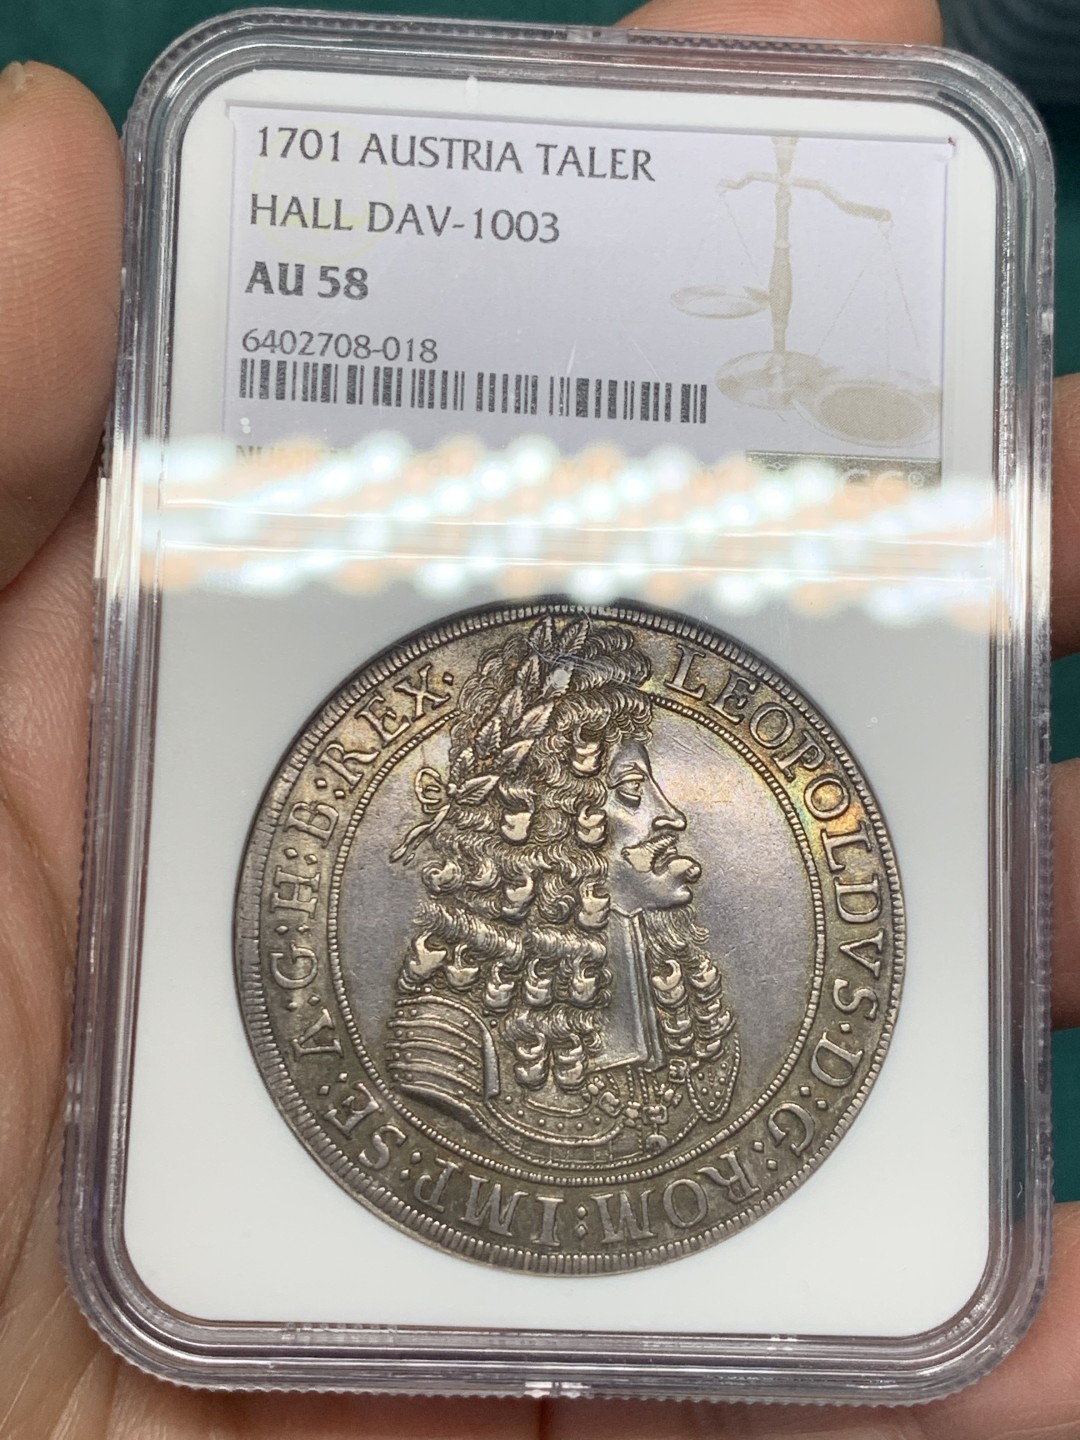 1701 AUSTRIA TALER
HALL DAV-1003
AU 58
6402708-018
LEOPOLDVS·D:G:ROM:IMP:SE:A·G:H:B:REX·